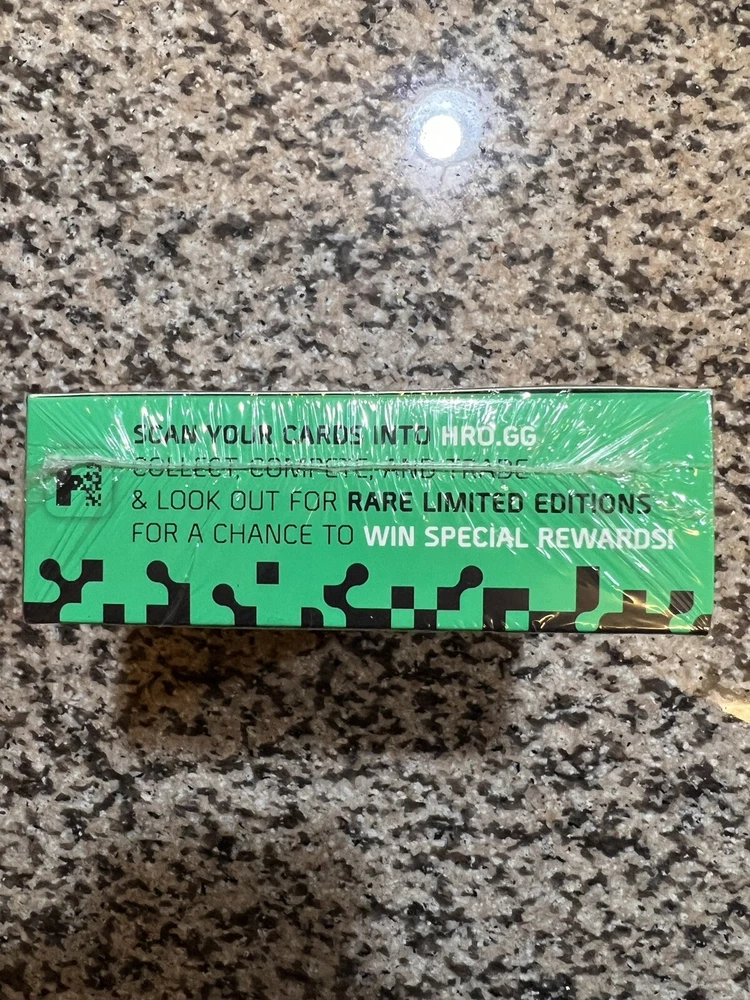 SCAN YOUR CARDS INTO HRO.GG
COLLECT, COMPETE, AND TRADE
& LOOK OUT FOR RARE LIMITED EDITIONS
FOR A CHANCE TO WIN SPECIAL REWARDS!